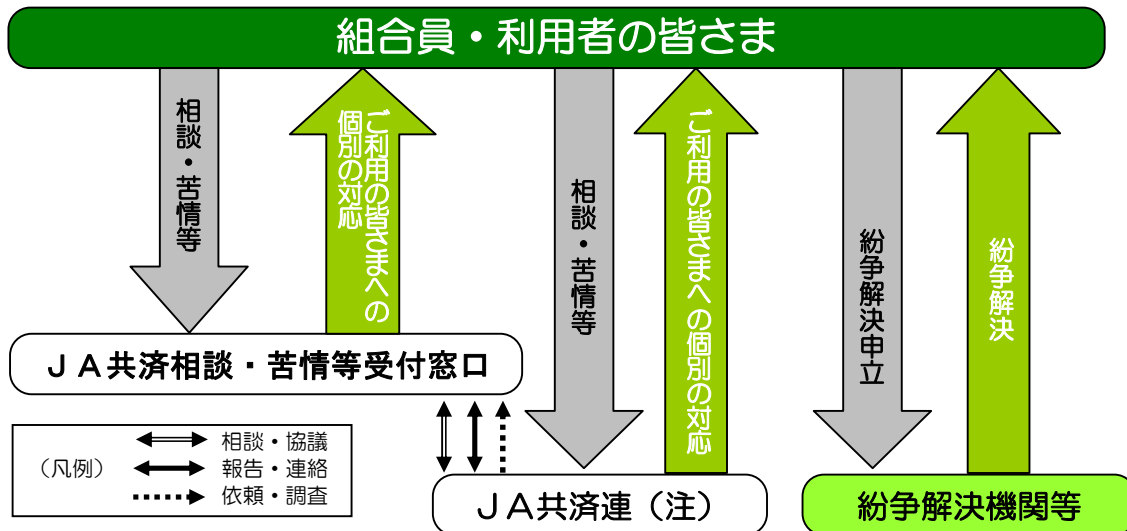 組合員・利用者の皆さま
相談・苦情等
ご利用の皆さまへの
個別の対応
相談・苦情等
ご利用の皆さまへの個別の対応
紛争解決申立
紛争解決
ＪＡ共済相談・苦情等受付窓口
（凡例）
相談・協議
報告・連絡
依頼・調査
ＪＡ共済連（注）
紛争解決機関等